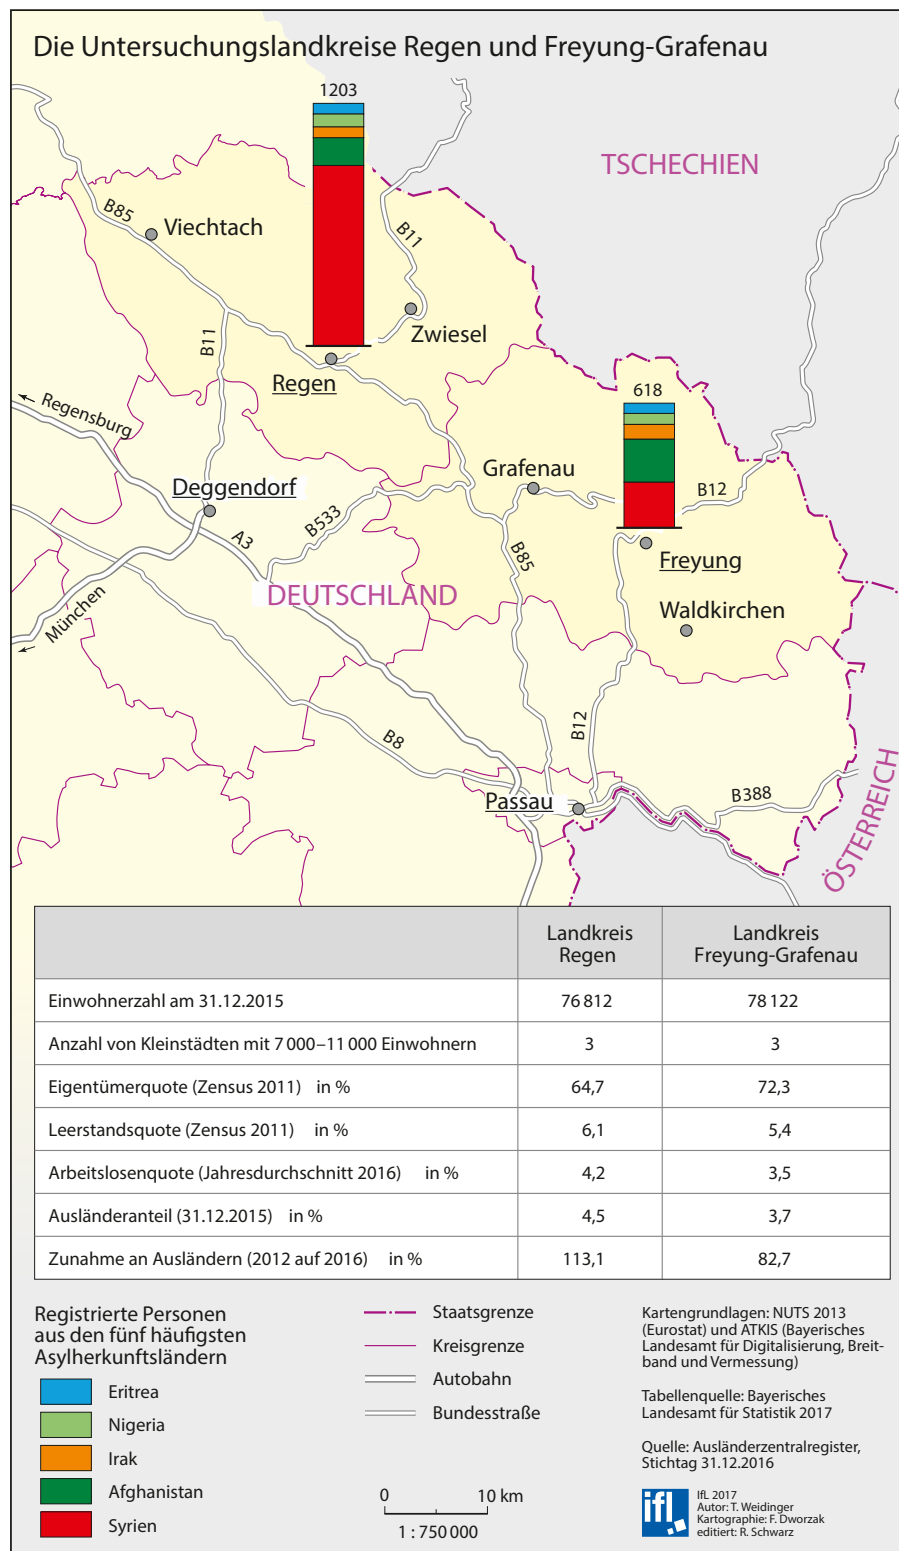 Die Untersuchungslandkreise Regen und Freyung-Grafenau
1203
TSCHECHIEN
B85
Viechtach
B11
Zwiesel
B11
Regen
618
Regensburg
Grafenau
Deggendorf
B12
B533
A3
B85
Freyung
DEUTSCHLAND
München
Waldkirchen
B12
B8
Passau
B388
ÖSTERREICH
Landkreis Regen
Landkreis Freyung-Grafenau
Einwohnerzahl am 31.12.2015 76 812 78 122
Anzahl von Kleinstädten mit 7 000–11 000 Einwohnern 3 3
Eigentümerquote (Zensus 2011) in % 64,7 72,3
Leerstandsquote (Zensus 2011) in % 6,1 5,4
Arbeitslosenquote (Jahresdurchschnitt 2016) in % 4,2 3,5
Ausländeranteil (31.12.2015) in % 4,5 3,7
Zunahme an Ausländern (2012 auf 2016) in % 113,1 82,7
Registrierte Personen
aus den fünf häufigsten
Asylherkunftsländern
Eritrea
Nigeria
Irak
Afghanistan
Syrien
Staatsgrenze
Kreisgrenze
Autobahn
Bundesstraße
0 10 km
1 : 750 000
Kartengrundlagen: NUTS 2013
(Eurostat) und ATKIS (Bayerisches
Landesamt für Digitalisierung, Breit-
band und Vermessung)
Tabellenquelle: Bayerisches
Landesamt für Statistik 2017
Quelle: Ausländerzentralregister,
Stichtag 31.12.2016
ifl
IfL 2017
Autor: T. Weidinger
Kartographie: F. Dworzak
editiert: R. Schwarz